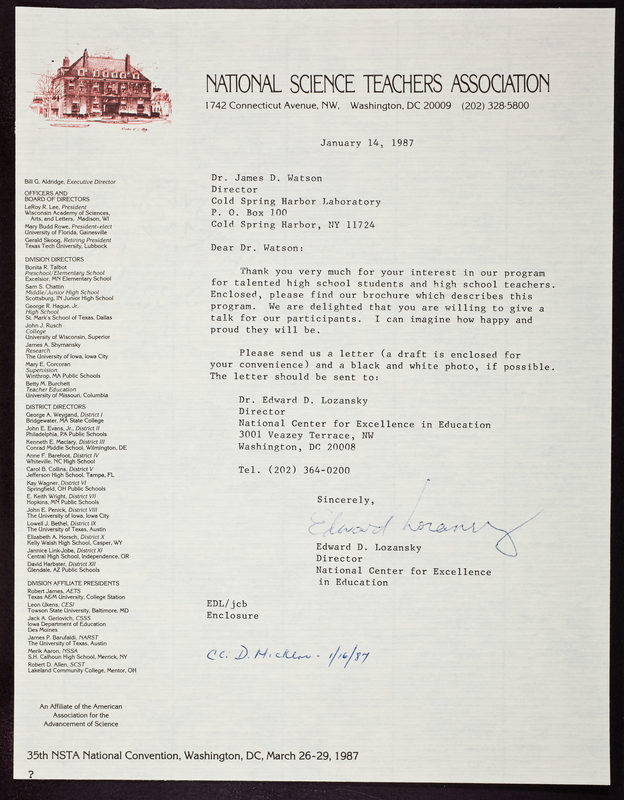 NATIONAL SCIENCE TEACHERS ASSOCIATION
1742 Connecticut Avenue, NW, Washington, DC 20009 (202) 328-5800
January 14, 1987
Bill G. Aldridge, Executive Director
OFFICERS AND
BOARD OF DIRECTORS
LeRoy R. Lee, President
Wisconsin Academy of Sciences,
Arts, and Letters, Madison, WI
Mary Budd Rowe, President-elect
University of Florida, Gainesville
Gerald Skoog, Retiring President
Texas Tech University, Lubbock
DIVISION DIRECTORS
Bonita R. Talbot
Preschool/Elementary School
Excelsior, MN Elementary School
Sam S. Chattin
Middle/Junior High School
Scottsburg, IN Junior High School
George R. Hague, Jr.
High School
St. Mark's School of Texas, Dallas
John J. Rusch
College
University of Wisconsin, Superior
James A. Shymansky
Research
The University of Iowa, Iowa City
Mary E. Corcoran
Supervision
Winthrop, MA Public Schools
Betty M. Burchett
Teacher Education
University of Missouri, Columbia
DISTRICT DIRECTORS
George A. Weygand, District I
Bridgewater, MA State College
John E. Evans, Jr., District II
Philadelphia, PA Public Schools
Kenneth E. Maclary, District III
Conrad Middle School, Wilmington, DE
Anne F. Barefoot, District IV
Whiteville, NC High School
Carol B. Collins, District V
Jefferson High School, Tampa, FL
Kay Wagner, District VI
Springfield, OH Public Schools
E. Keith Wright, District VII
Hopkins, MN Public Schools
John E. Penick, District VIII
The University of Iowa, Iowa City
Lowell J. Bethel, District IX
The University of Texas, Austin
Elisabeth A. Horsch, District X
Kelly Walsh High School, Casper, WY
Jannice Link-Jobe, District XI
Central High School, Independence, OR
David Harbster, District XII
Glendale, AZ Public Schools
DIVISION AFFILIATE PRESIDENTS
Robert James, AETS
Texas A&M University, College Station
Leon Ukens, CESI
Towson State University, Baltimore, MD
Jack A. Gerlovich, CSSS
Iowa Department of Education
Des Moines
James P. Barufaldi, NARST
The University of Texas, Austin
Merik Aaron, NSSA
S.H. Calhoun High School, Merrick, NY
Robert D. Allen, SCST
Lakeland Community College, Mentor, OH
An Affiliate of the American
Association for the
Advancement of Science
Dr. James D. Watson
Director
Cold Spring Harbor Laboratory
P. O. Box 100
Cold Spring Harbor, NY 11724
Dear Dr. Watson:
Thank you very much for your interest in our program
for talented high school students and high school teachers.
Enclosed, please find our brochure which describes this
program. We are delighted that you are willing to give a
talk for our participants. I can imagine how happy and
proud they will be.
Please send us a letter (a draft is enclosed for
your convenience) and a black and white photo, if possible.
The letter should be sent to:
Dr. Edward D. Lozansky
Director
National Center for Excellence in Education
3001 Veazey Terrace, NW
Washington, DC 20008
Tel. (202) 364-0200
Sincerely,
Edward Lozansky
Edward D. Lozansky
Director
National Center for Excellence
in Education
EDL/jcb
Enclosure
CC: D. Micklos - 1/16/87
35th NSTA National Convention, Washington, DC, March 26-29, 1987
?